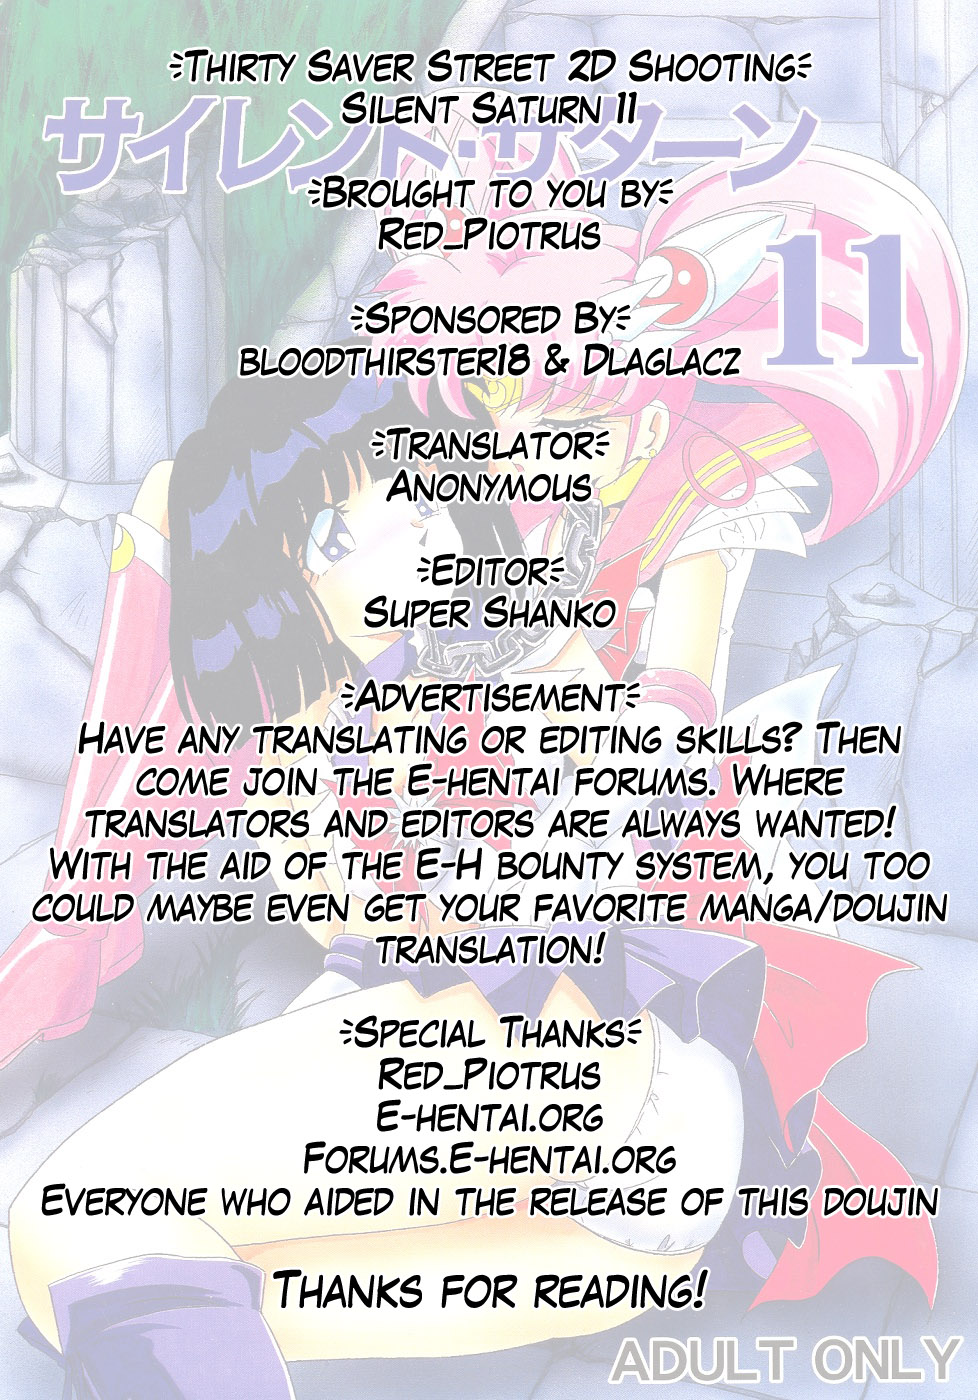 Thirty Saver Street 2D Shooting
Silent Saturn 11
サイレント・サターン
11
Brought to you by
Red_Piotrus
Sponsored By
bloodthirster18 & Dlaglacz
Translator
Anonymous
Editor
Super Shanko
Advertisement
Have any translating or editing skills? Then
come join the E-hentai forums. Where
translators and editors are always wanted!
With the aid of the E-H bounty system, you too
could maybe even get your favorite manga/doujin
translation!
Special Thanks
Red_Piotrus
E-hentai.org
Forums.E-hentai.org
Everyone who aided in the release of this doujin
Thanks for reading!
ADULT ONLY